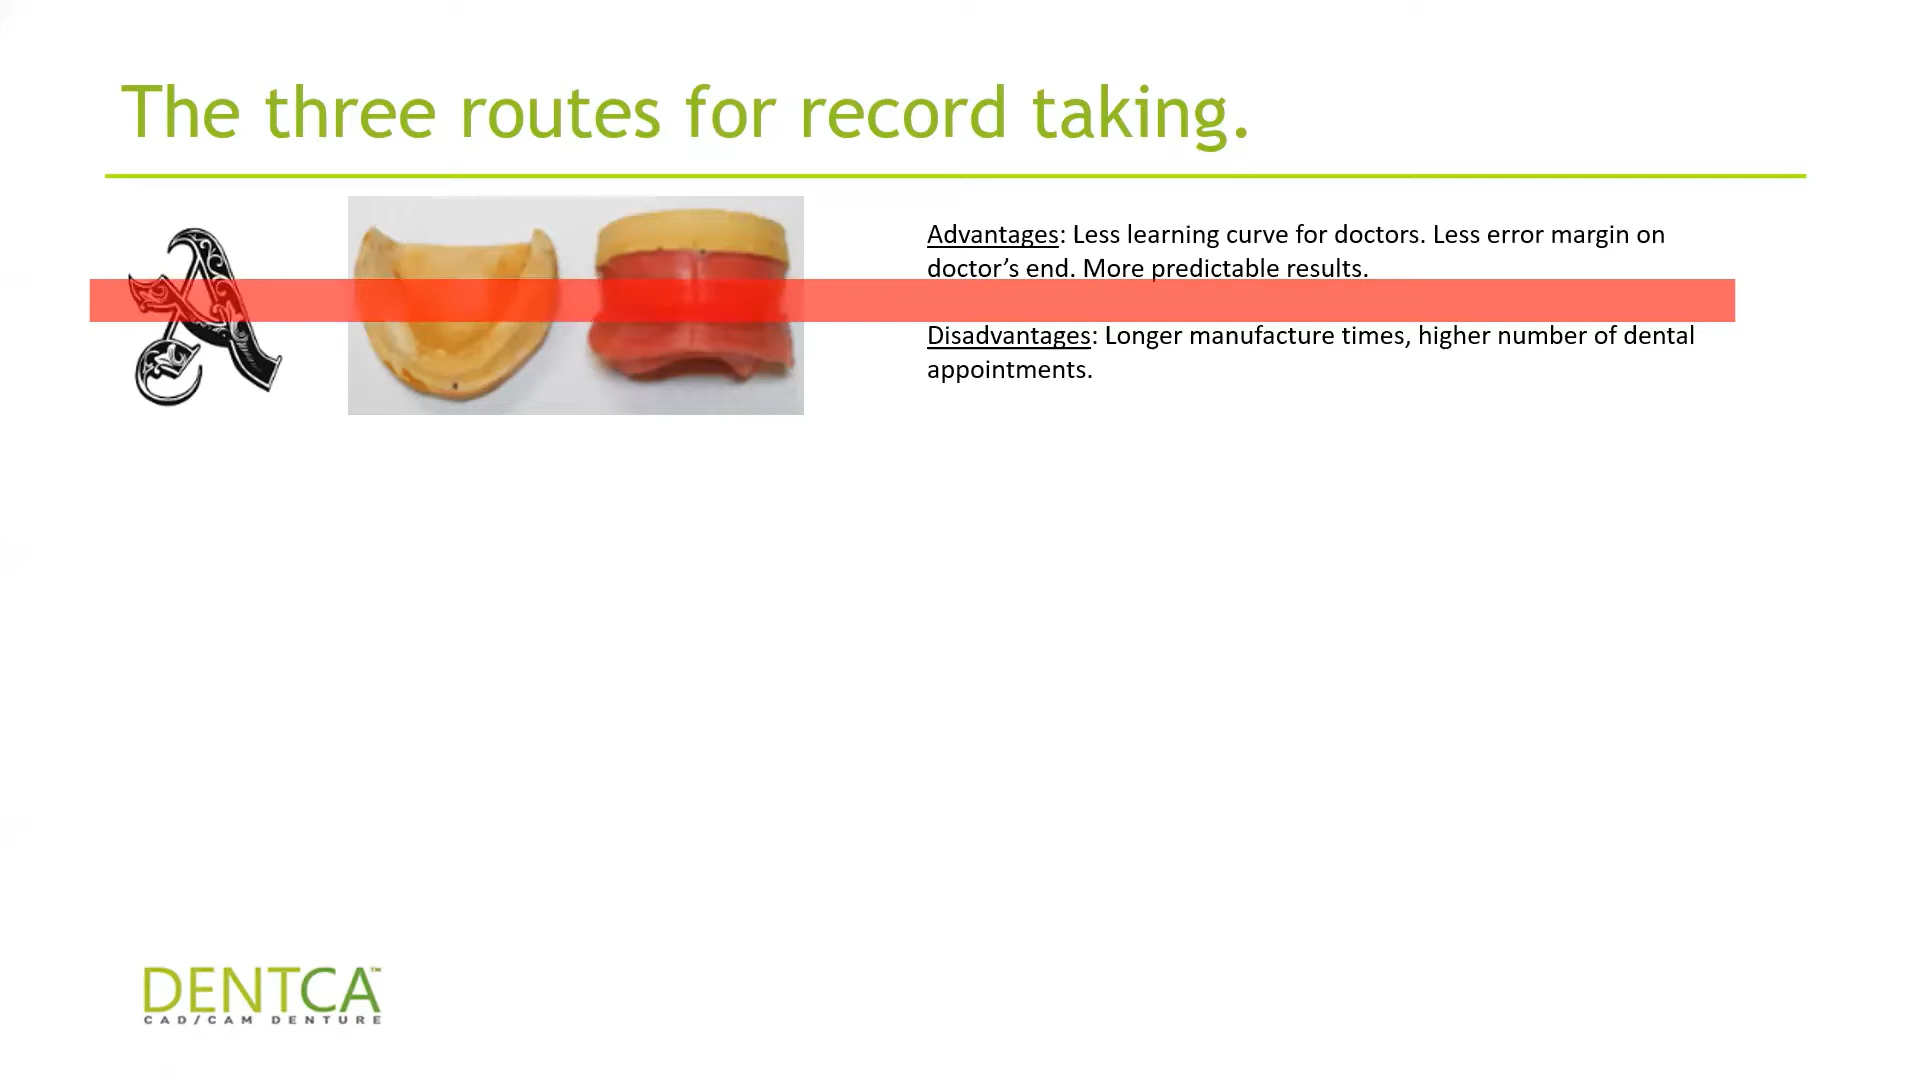 The three routes for record taking.
A
Advantages: Less learning curve for doctors. Less error margin on
doctor’s end. More predictable results.
Disadvantages: Longer manufacture times, higher number of dental
appointments.
DENTCA™
CAD/CAM DENTURE